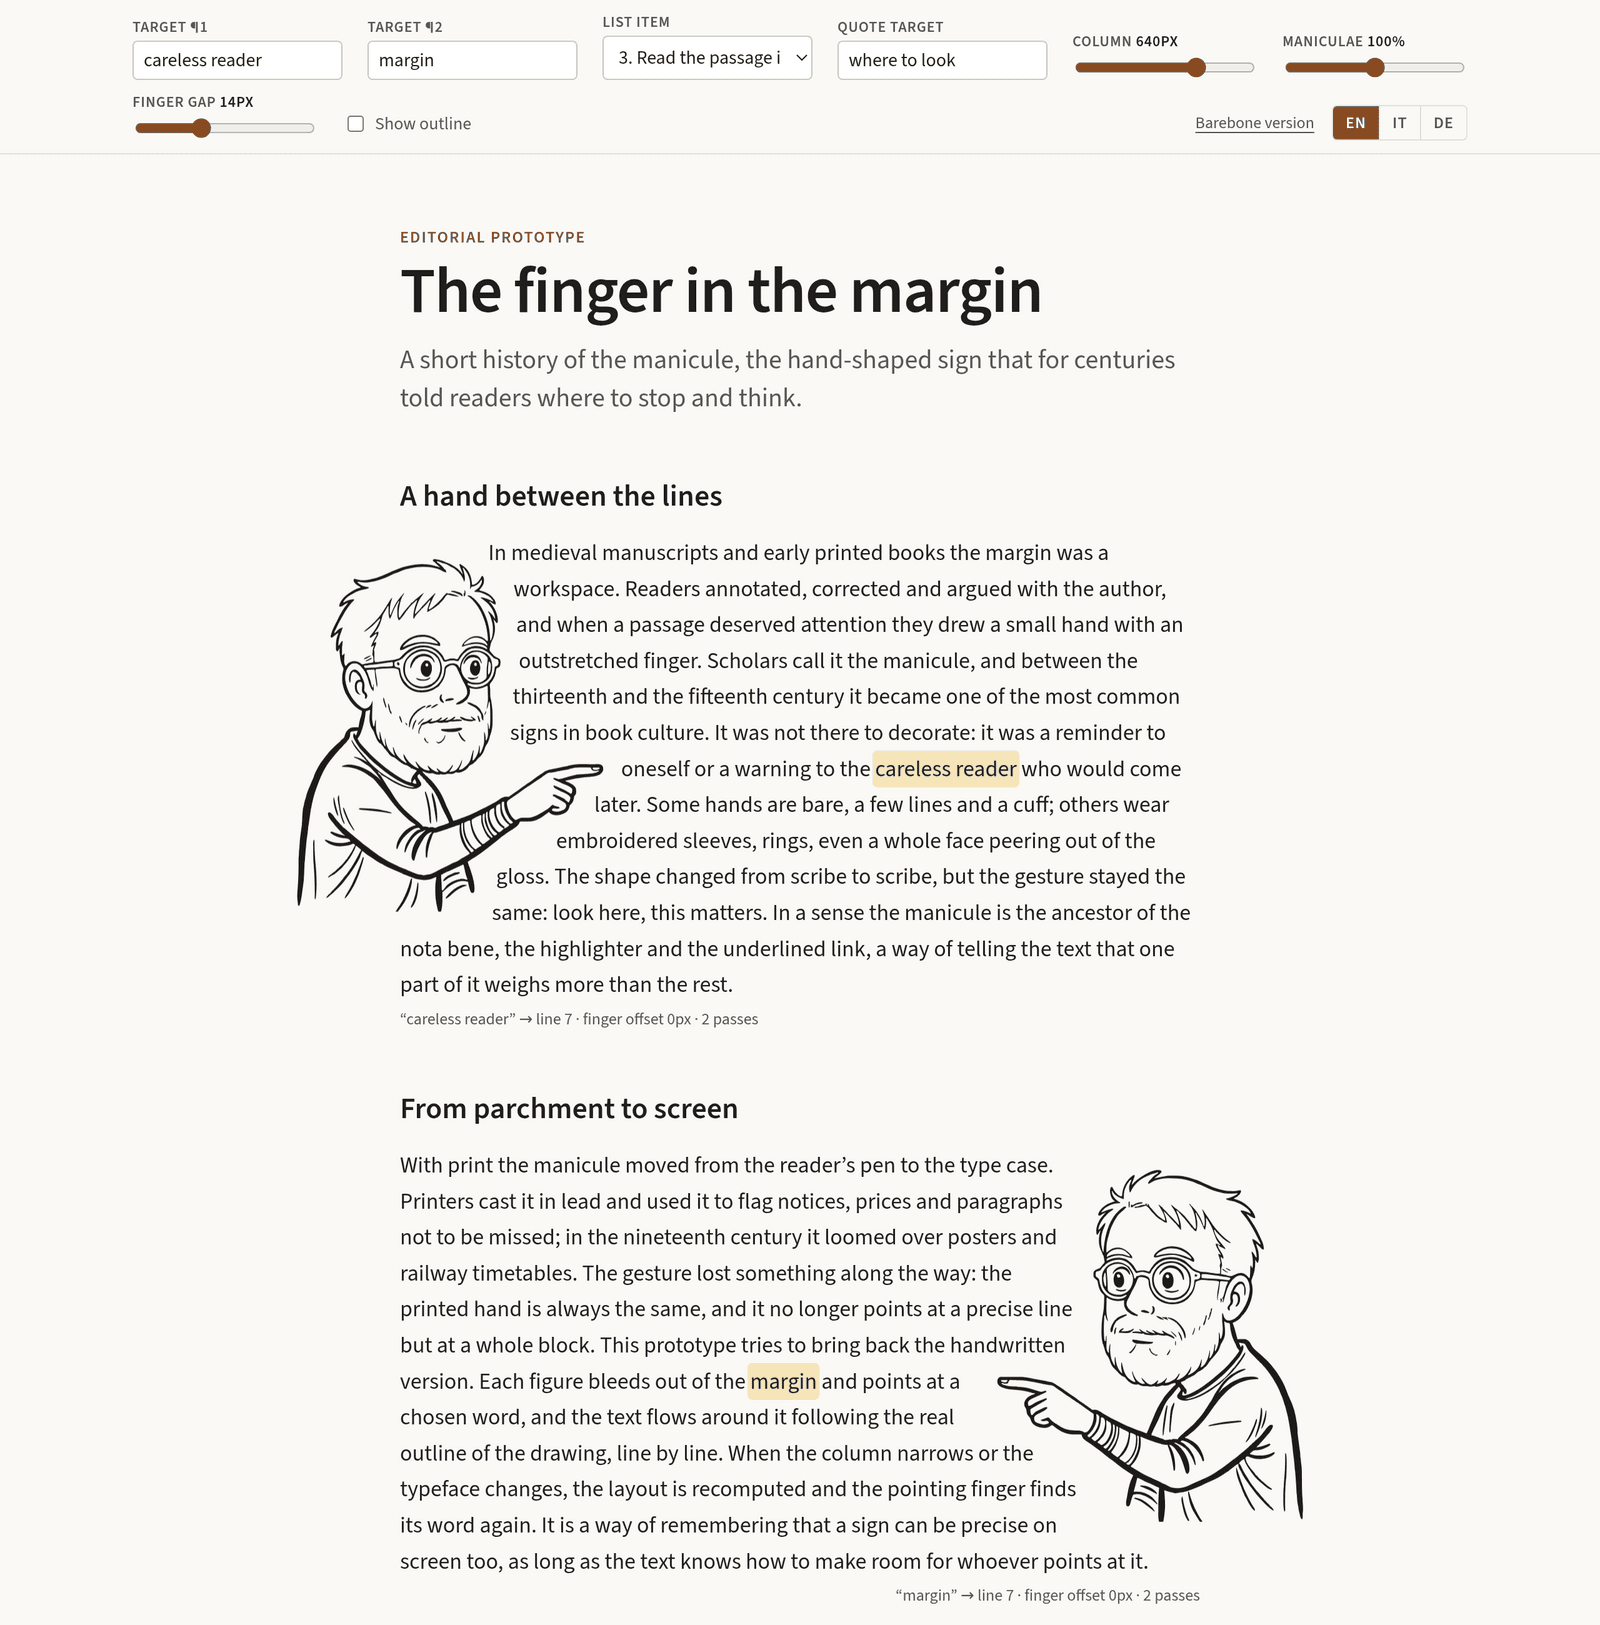 TARGET ¶1
TARGET ¶2
LIST ITEM
QUOTE TARGET
COLUMN 640PX
MANICULAE 100%
careless reader
margin
3. Read the passage i
where to look
FINGER GAP 14PX
Show outline
Barebone version
EN
IT
DE
EDITORIAL PROTOTYPE
The finger in the margin
A short history of the manicule, the hand-shaped sign that for centuries
told readers where to stop and think.
A hand between the lines
In medieval manuscripts and early printed books the margin was a
workspace. Readers annotated, corrected and argued with the author,
and when a passage deserved attention they drew a small hand with an
outstretched finger. Scholars call it the manicule, and between the
thirteenth and the fifteenth century it became one of the most common
signs in book culture. It was not there to decorate: it was a reminder to
oneself or a warning to the careless reader who would come
later. Some hands are bare, a few lines and a cuff; others wear
embroidered sleeves, rings, even a whole face peering out of the
gloss. The shape changed from scribe to scribe, but the gesture stayed the
same: look here, this matters. In a sense the manicule is the ancestor of the
nota bene, the highlighter and the underlined link, a way of telling the text that one
part of it weighs more than the rest.
“careless reader” → line 7 · finger offset 0px · 2 passes
From parchment to screen
With print the manicule moved from the reader’s pen to the type case.
Printers cast it in lead and used it to flag notices, prices and paragraphs
not to be missed; in the nineteenth century it loomed over posters and
railway timetables. The gesture lost something along the way: the
printed hand is always the same, and it no longer points at a precise line
but at a whole block. This prototype tries to bring back the handwritten
version. Each figure bleeds out of the margin and points at a
chosen word, and the text flows around it following the real
outline of the drawing, line by line. When the column narrows or the
typeface changes, the layout is recomputed and the pointing finger finds
its word again. It is a way of remembering that a sign can be precise on
screen too, as long as the text knows how to make room for whoever points at it.
“margin” → line 7 · finger offset 0px · 2 passes